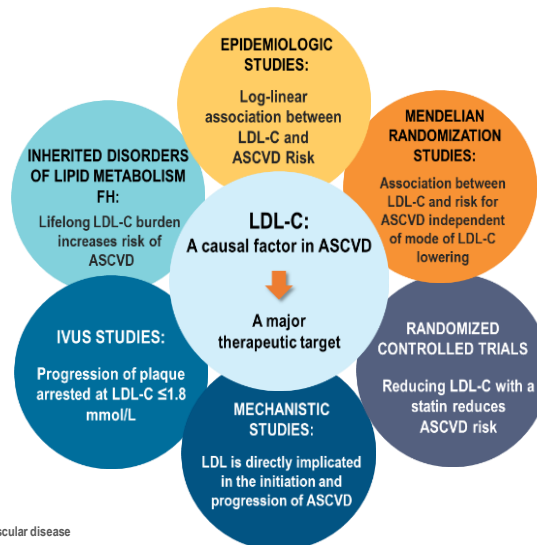 EPIDEMIOLOGIC
STUDIES:
Log-linear
association between
LDL-C and
ASCVD Risk
MENDELIAN
RANDOMIZATION
STUDIES:
Association between
LDL-C and risk for
ASCVD independent
of mode of LDL-C
lowering
INHERITED DISORDERS
OF LIPID METABOLISM
FH:
Lifelong LDL-C burden
increases risk of
ASCVD
LDL-C:
A causal factor in ASCVD
A major
therapeutic target
IVUS STUDIES:
Progression of plaque
arrested at LDL-C ≤1.8
mmol/L
RANDOMIZED
CONTROLLED TRIALS
Reducing LDL-C with a
statin reduces
ASCVD risk
MECHANISTIC
STUDIES:
LDL is directly implicated
in the initiation and
progression of ASCVD
scular disease